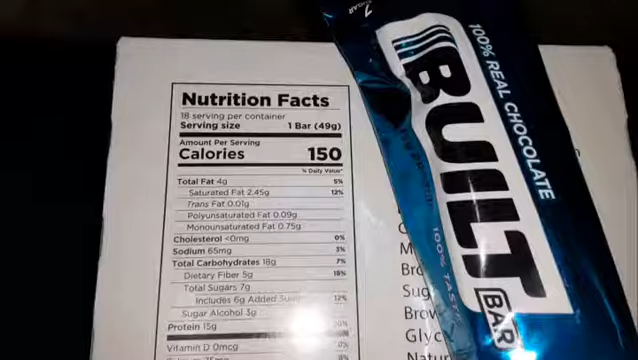 Nutrition Facts
18 serving per container
Serving size 1 Bar (49g)
Amount Per Serving
Calories 150
% Daily Value*
Total Fat 4g 5%
Saturated Fat 2.45g 12%
Trans Fat 0.01g
Polyunsaturated Fat 0.09g
Monounsaturated Fat 0.75g
Cholesterol <0mg 0%
Sodium 65mg 3%
Total Carbohydrates 18g 7%
Dietary Fiber 5g 18%
Total Sugars 7g
Includes 6g Added 12%
Sugar Alcohol 3g
Protein 15g
Vitamin D 0mcg 0%
100% REAL CHOCOLATE
BUILT
BAR
100%